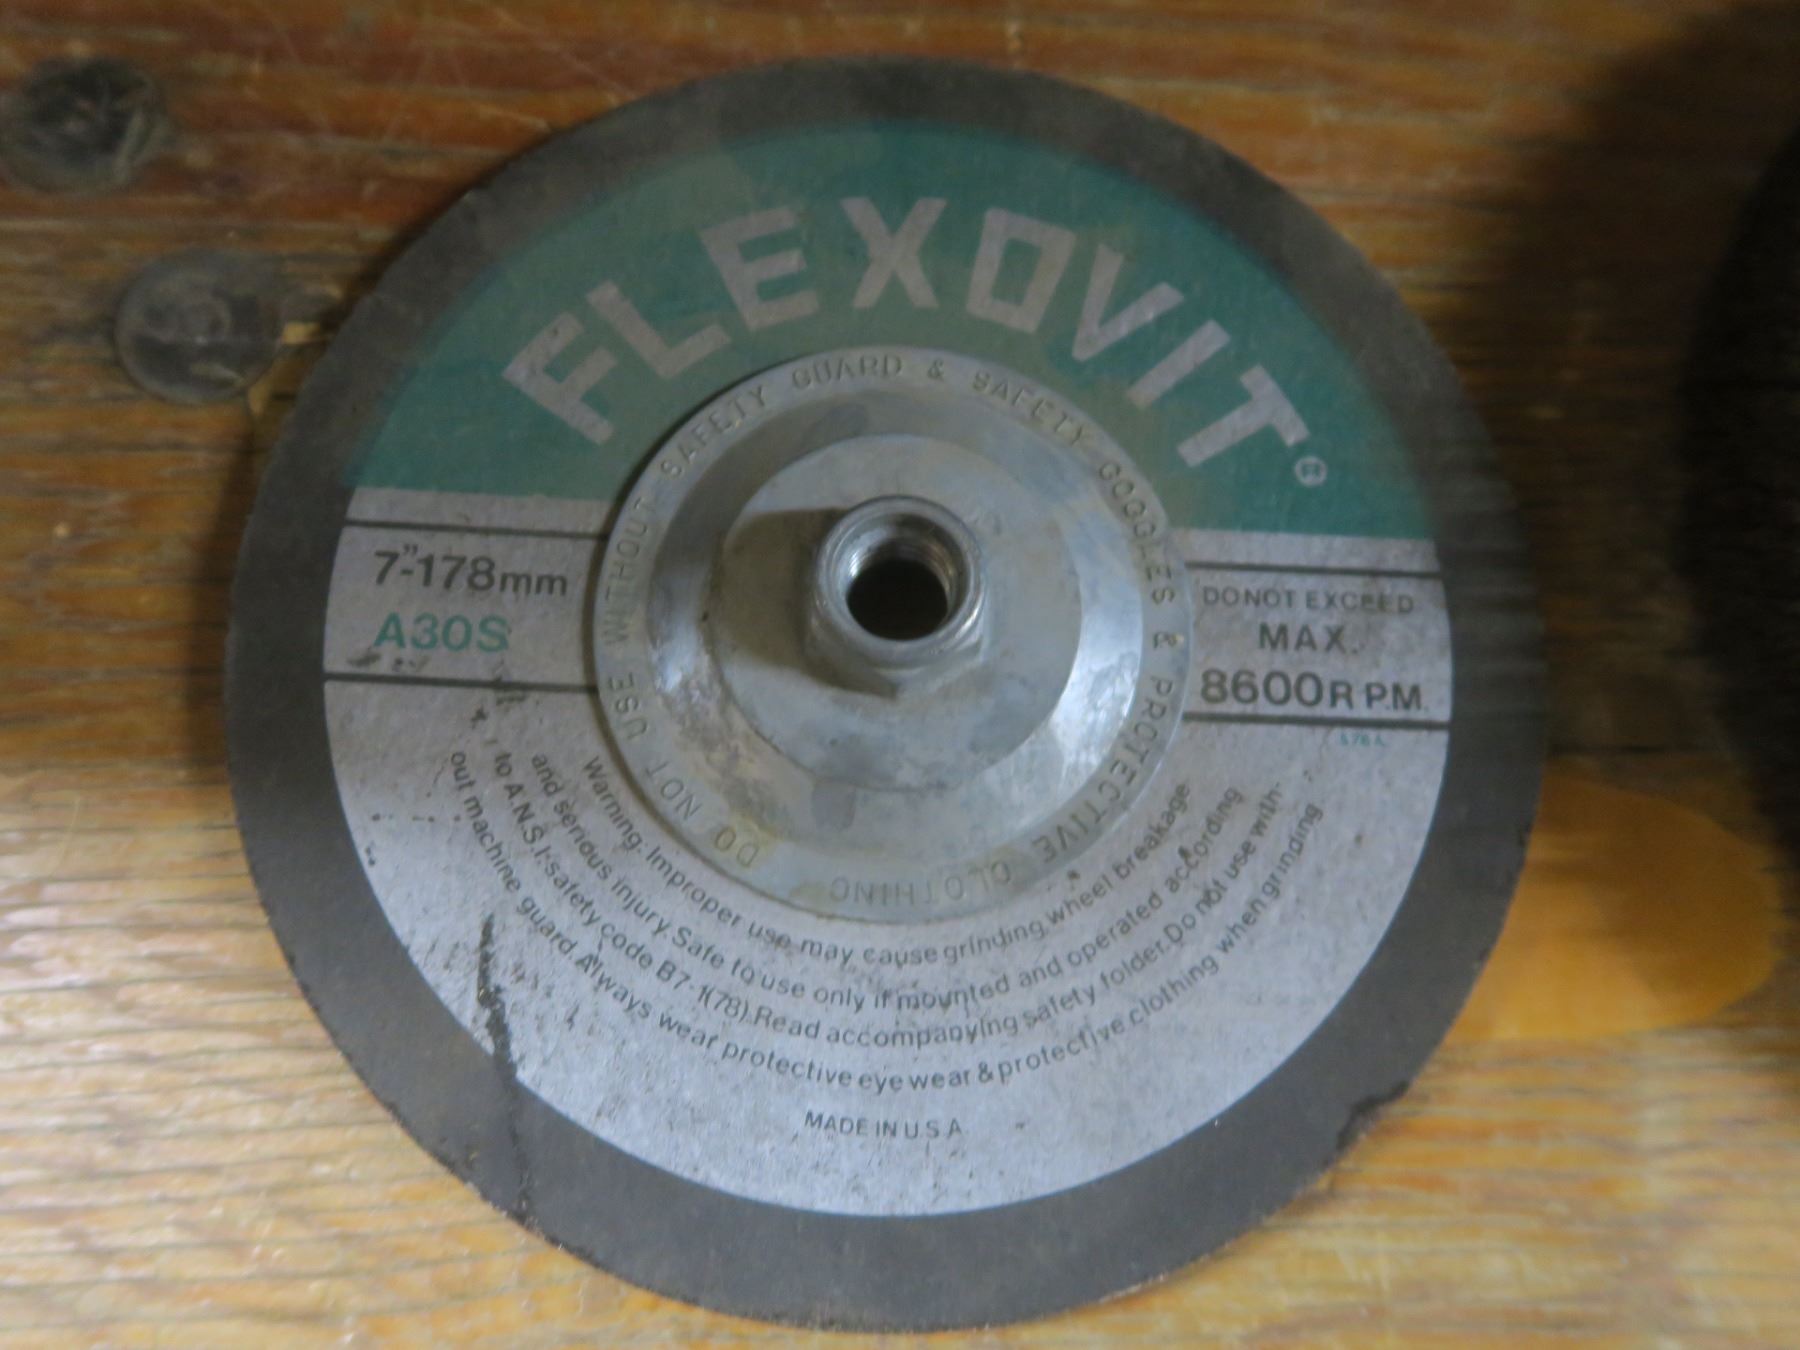 FLEXOVIT®
DO NOT USE WITHOUT SAFETY GUARD & SAFETY GOGGLES & PROTECTIVE CLOTHING
7"-178mm
A30S
DO NOT EXCEED
MAX.
8600 R.P.M.
Warning. Improper use may cause grinding wheel breakage
and serious injury. Safe to use only if mounted and operated according
to A.N.S.I. safety code B7-1(78). Read accompanying safety folder. Do not use with-
out machine guard. Always wear protective eye wear & protective clothing when grinding
MADE IN U.S.A.